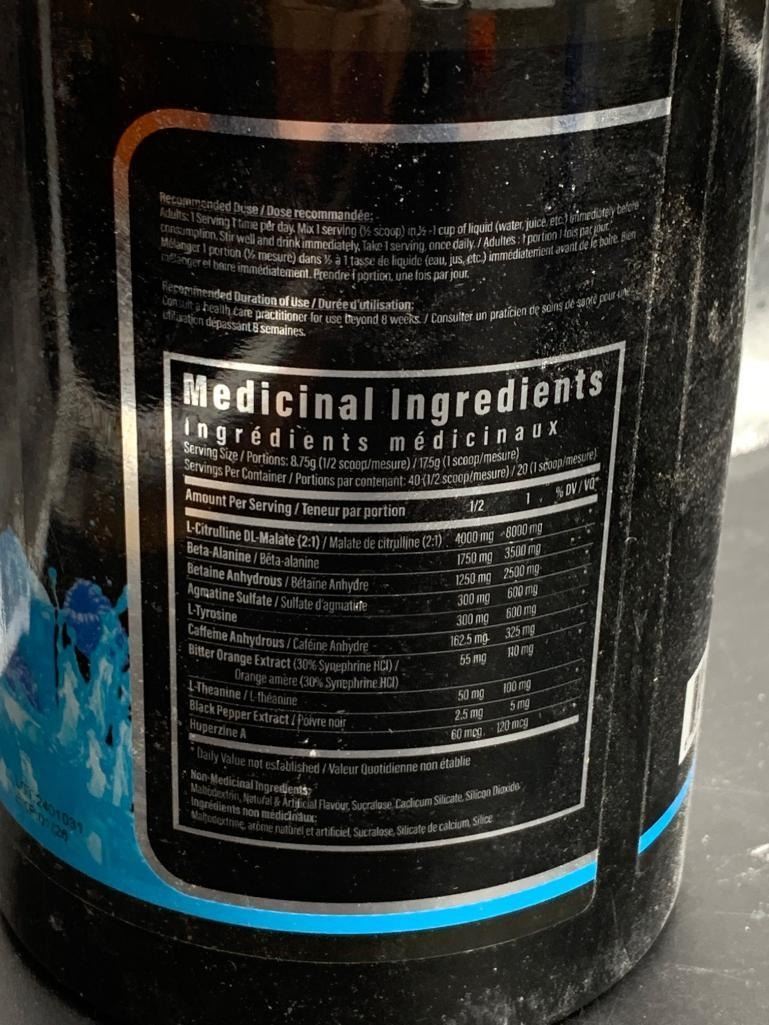 Recommended Dose / Dose recommandée:
Adults: 1 Serving 1 time per day. Mix 1 serving (½ scoop) in ½ -1 cup of liquid (water, juice, etc.) immediately before
consumption. Stir well and drink immediately. Take 1 serving, once daily. / Adultes : 1 portion 1 fois par jour.
Mélanger 1 portion (½ mesure) dans ½ à 1 tasse de liquide (eau, jus, etc.) immédiatement avant de le boire. Bien
mélanger et boire immédiatement. Prendre 1 portion, une fois par jour.
Recommended Duration of Use / Durée d'utilisation:
Consult a health care practitioner for use beyond 8 weeks. / Consulter un praticien de soins de santé pour une
utilisation dépassant 8 semaines.
Medicinal Ingredients
ingrédients médicinaux
Serving Size / Portions: 8.75g (1/2 scoop/mesure) / 17.5g (1 scoop/mesure)
Servings Per Container / Portions par contenant: 40 (1/2 scoop/mesure) / 20 (1 scoop/mesure)
Amount Per Serving / Teneur par portion 1/2 1 % DV / VQ*
L-Citrulline DL-Malate (2:1) / Malate de citrulline (2:1) 4000 mg 8000 mg *
Beta-Alanine / Bêta-alanine 1750 mg 3500 mg *
Betaine Anhydrous / Bétaïne Anhydre 1250 mg 2500 mg *
Agmatine Sulfate / Sulfate d'agmatine 300 mg 600 mg *
L-Tyrosine 300 mg 600 mg *
Caffeine Anhydrous / Caféine Anhydre 162.5 mg 325 mg *
Bitter Orange Extract (30% Synephrine HCl) / 55 mg 110 mg *
Orange amère (30% Synephrine HCl)
L-Theanine / L-théanine 50 mg 100 mg *
Black Pepper Extract / Poivre noir 2.5 mg 5 mg *
Huperzine A 60 mcg 120 mcg *
* Daily Value not established / Valeur Quotidienne non établie
Non-Medicinal Ingredients:
Maltodextrin, Natural & Artificial Flavour, Sucralose, Caclicum Silicate, Silicon Dioxide
Ingrédients non médicinaux:
Maltodextrine, arôme naturel et artificiel, Sucralose, Silicate de calcium, Silice
2401031